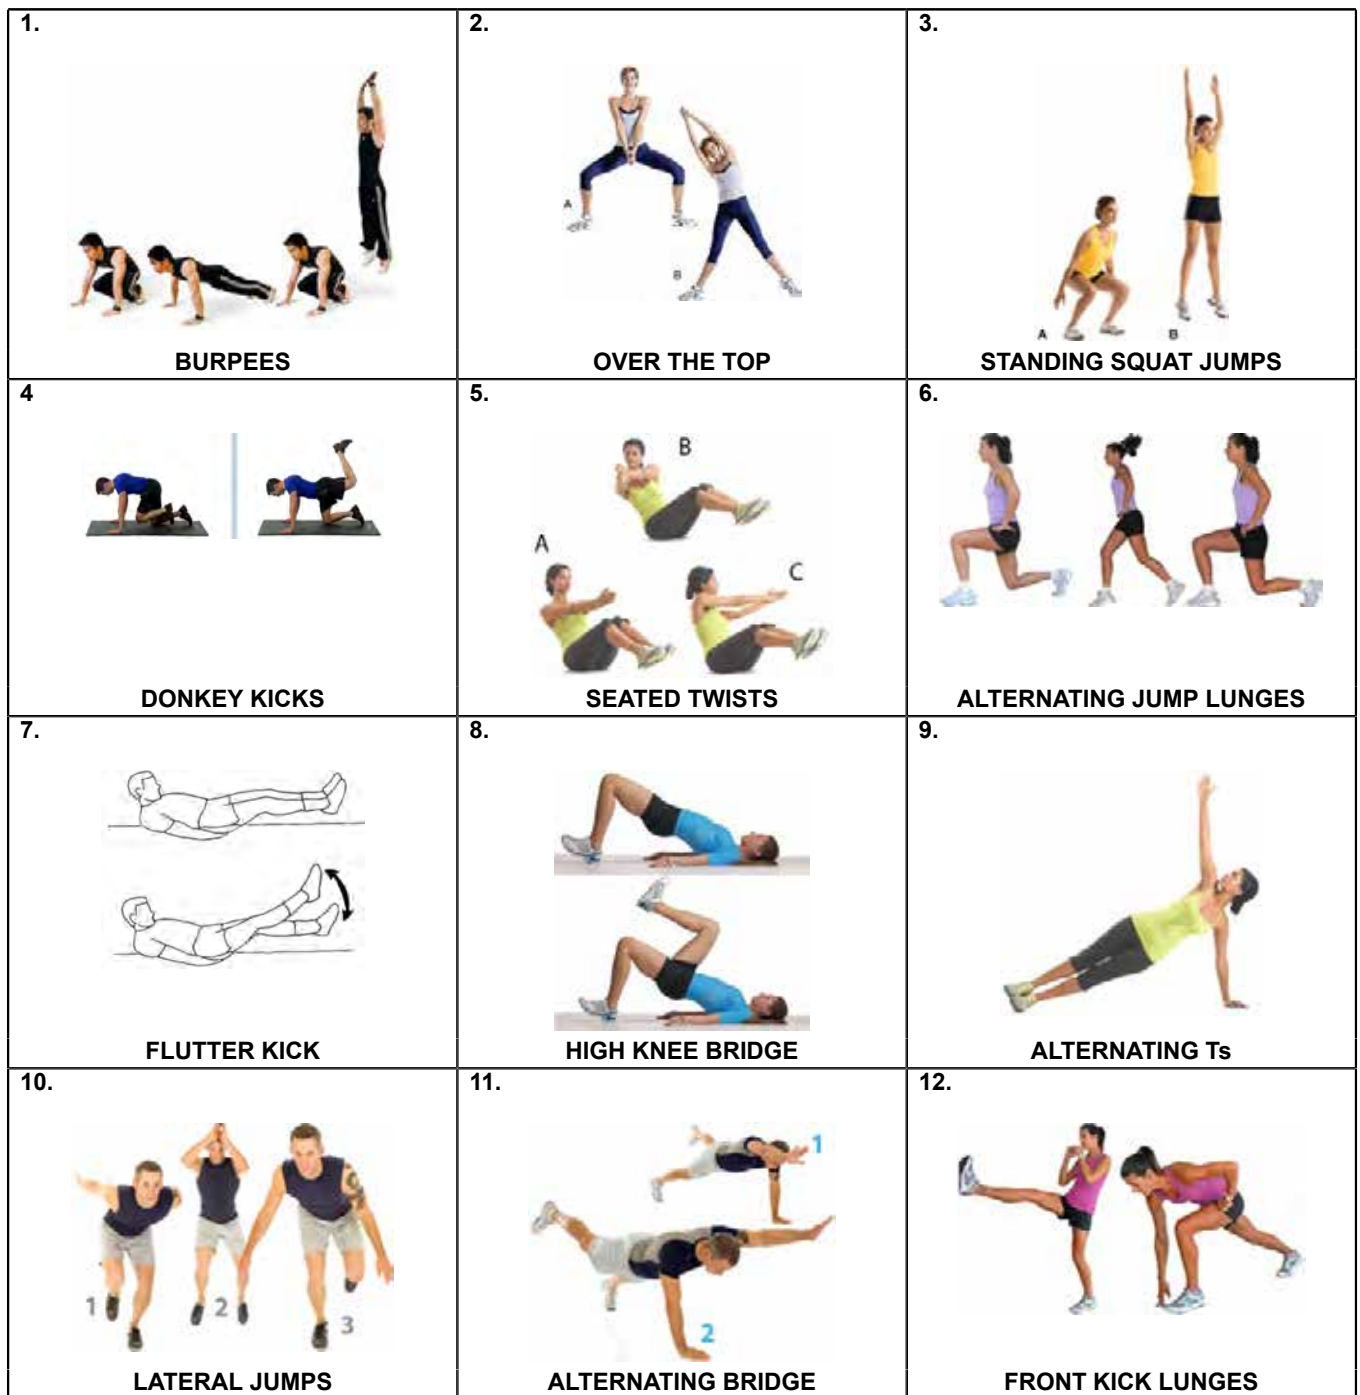 1.
2.
3.
A
B
A
B
BURPEES
OVER THE TOP
STANDING SQUAT JUMPS
4
5.
6.
B
A
C
DONKEY KICKS
SEATED TWISTS
ALTERNATING JUMP LUNGES
7.
8.
9.
FLUTTER KICK
HIGH KNEE BRIDGE
ALTERNATING Ts
10.
11.
12.
1
2
3
1
2
LATERAL JUMPS
ALTERNATING BRIDGE
FRONT KICK LUNGES